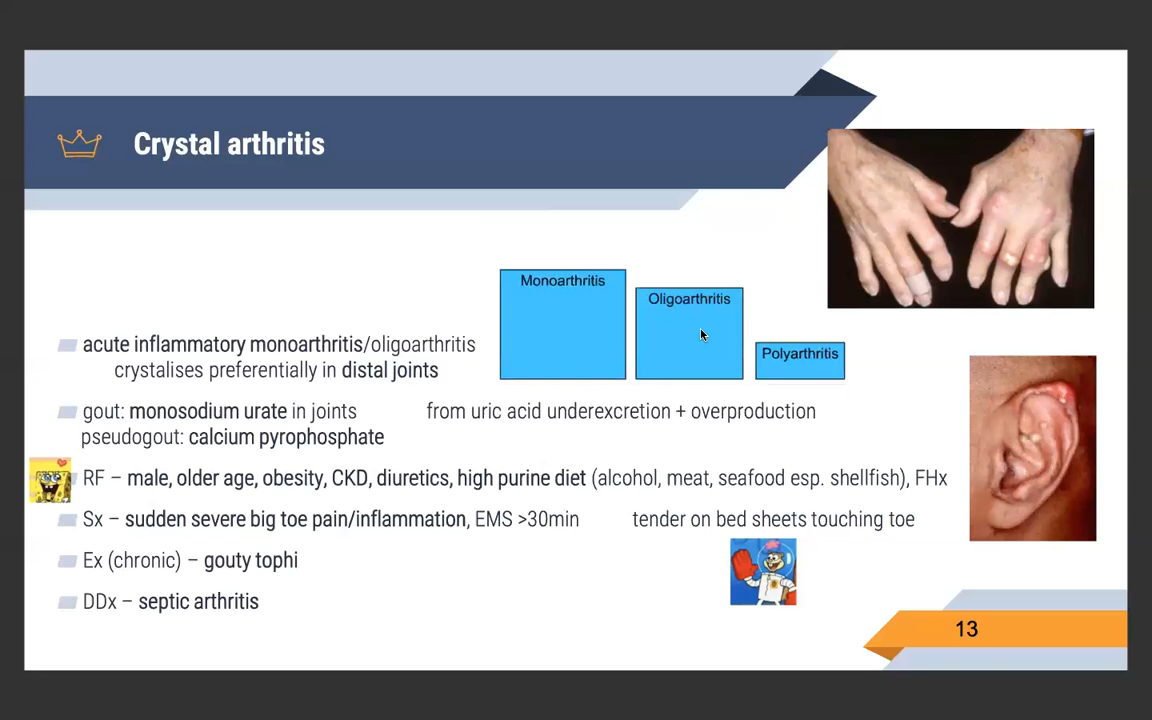 Crystal arthritis
Monoarthritis
Oligoarthritis
Polyarthritis
acute inflammatory monoarthritis/oligoarthritis
crystalises preferentially in distal joints
gout: monosodium urate in joints from uric acid underexcretion + overproduction
pseudogout: calcium pyrophosphate
RF – male, older age, obesity, CKD, diuretics, high purine diet (alcohol, meat, seafood esp. shellfish), FHx
Sx – sudden severe big toe pain/inflammation, EMS >30min tender on bed sheets touching toe
Ex (chronic) – gouty tophi
DDx – septic arthritis
13